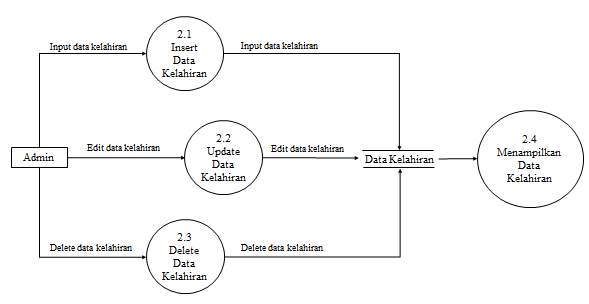 2.1
Insert
Data
Kelahiran
Input data kelahiran
Input data kelahiran
Admin
Edit data kelahiran
2.2
Update
Data
Kelahiran
Edit data kelahiran
Data Kelahiran
2.4
Menampilkan
Data
Kelahiran
Delete data kelahiran
2.3
Delete
Data
Kelahiran
Delete data kelahiran